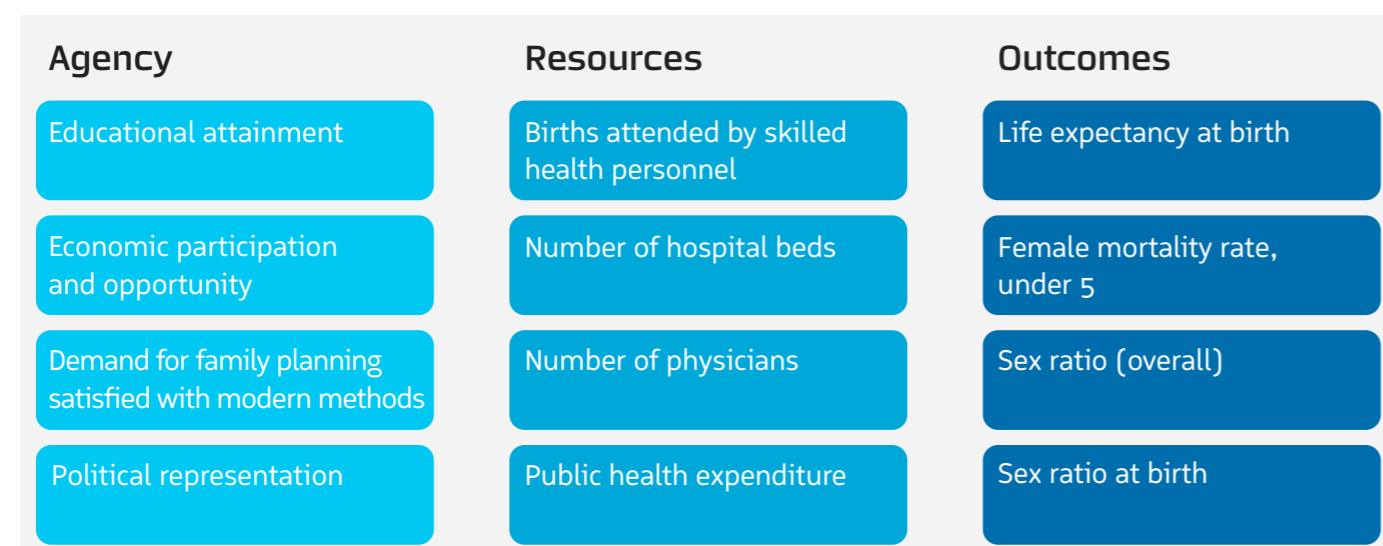 Agency
Educational attainment
Economic participation
and opportunity
Demand for family planning
satisfied with modern methods
Political representation
Resources
Births attended by skilled
health personnel
Number of hospital beds
Number of physicians
Public health expenditure
Outcomes
Life expectancy at birth
Female mortality rate,
under 5
Sex ratio (overall)
Sex ratio at birth